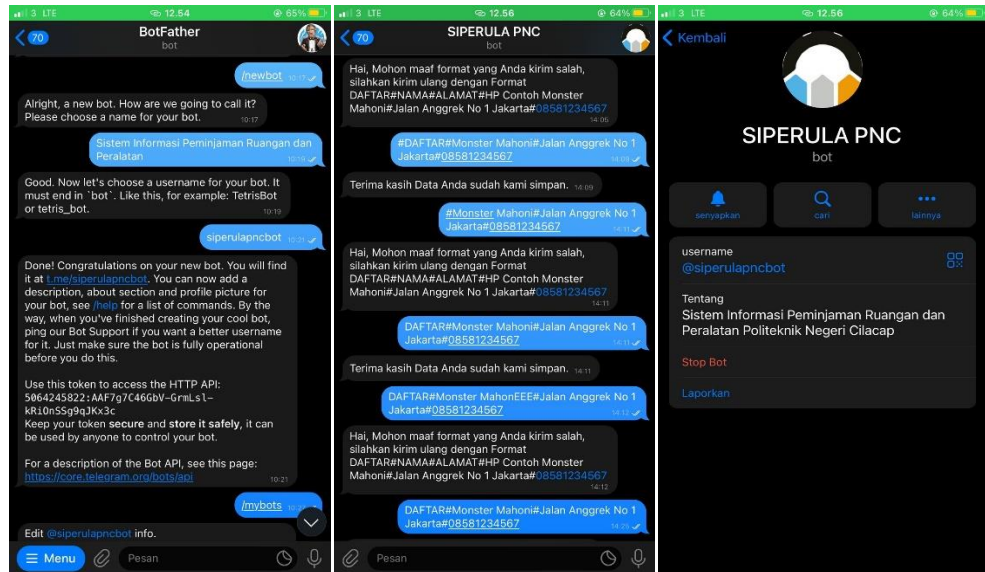 3 LTE
12.54
65%
70
BotFather
bot
/newbot 10:17
Alright, a new bot. How are we going to call it?
Please choose a name for your bot. 10:17
Sistem Informasi Peminjaman Ruangan dan
Peralatan 10:19
Good. Now let's choose a username for your bot. It
must end in `bot`. Like this, for example: TetrisBot
or tetris_bot. 10:19
siperulapncbot 10:21
Done! Congratulations on your new bot. You will find
it at t.me/siperulapncbot. You can now add a
description, about section and profile picture for
your bot, see /help for a list of commands. By the
way, when you've finished creating your cool bot,
ping our Bot Support if you want a better username
for it. Just make sure the bot is fully operational
before you do this.
Use this token to access the HTTP API:
5064245822:AAF7g7C46GbV-GrmLsl-
kRiOnSSg9qJKx3c
Keep your token secure and store it safely, it can
be used by anyone to control your bot.
For a description of the Bot API, see this page:
https://core.telegram.org/bots/api 10:21
/mybots
Edit @siperulapncbot info.
Menu
Pesan
3 LTE
12.56
64%
70
SIPERULA PNC
bot
Hai, Mohon maaf format yang Anda kirim salah,
silahkan kirim ulang dengan Format
DAFTAR#NAMA#ALAMAT#HP Contoh Monster
Mahoni#Jalan Anggrek No 1 Jakarta#08581234567
14:05
#DAFTAR#Monster Mahoni#Jalan Anggrek No 1
Jakarta#08581234567 14:09
Terima kasih Data Anda sudah kami simpan. 14:09
#Monster Mahoni#Jalan Anggrek No 1
Jakarta#08581234567 14:11
Hai, Mohon maaf format yang Anda kirim salah,
silahkan kirim ulang dengan Format
DAFTAR#NAMA#ALAMAT#HP Contoh Monster
Mahoni#Jalan Anggrek No 1 Jakarta#08581234567
14:11
DAFTAR#Monster Mahoni#Jalan Anggrek No 1
Jakarta#08581234567 14:11
Terima kasih Data Anda sudah kami simpan. 14:11
DAFTAR#Monster MahonEEE#Jalan Anggrek No 1
Jakarta#08581234567 14:12
Hai, Mohon maaf format yang Anda kirim salah,
silahkan kirim ulang dengan Format
DAFTAR#NAMA#ALAMAT#HP Contoh Monster
Mahoni#Jalan Anggrek No 1 Jakarta#08581234567
14:12
DAFTAR#Monster Mahoni#Jalan Anggrek No 1
Jakarta#08581234567 14:25
Pesan
3 LTE
12.56
64%
Kembali
SIPERULA PNC
bot
senyapkan
cari
lainnya
username
@siperulapncbot
Tentang
Sistem Informasi Peminjaman Ruangan dan
Peralatan Politeknik Negeri Cilacap
Stop Bot
Laporkan